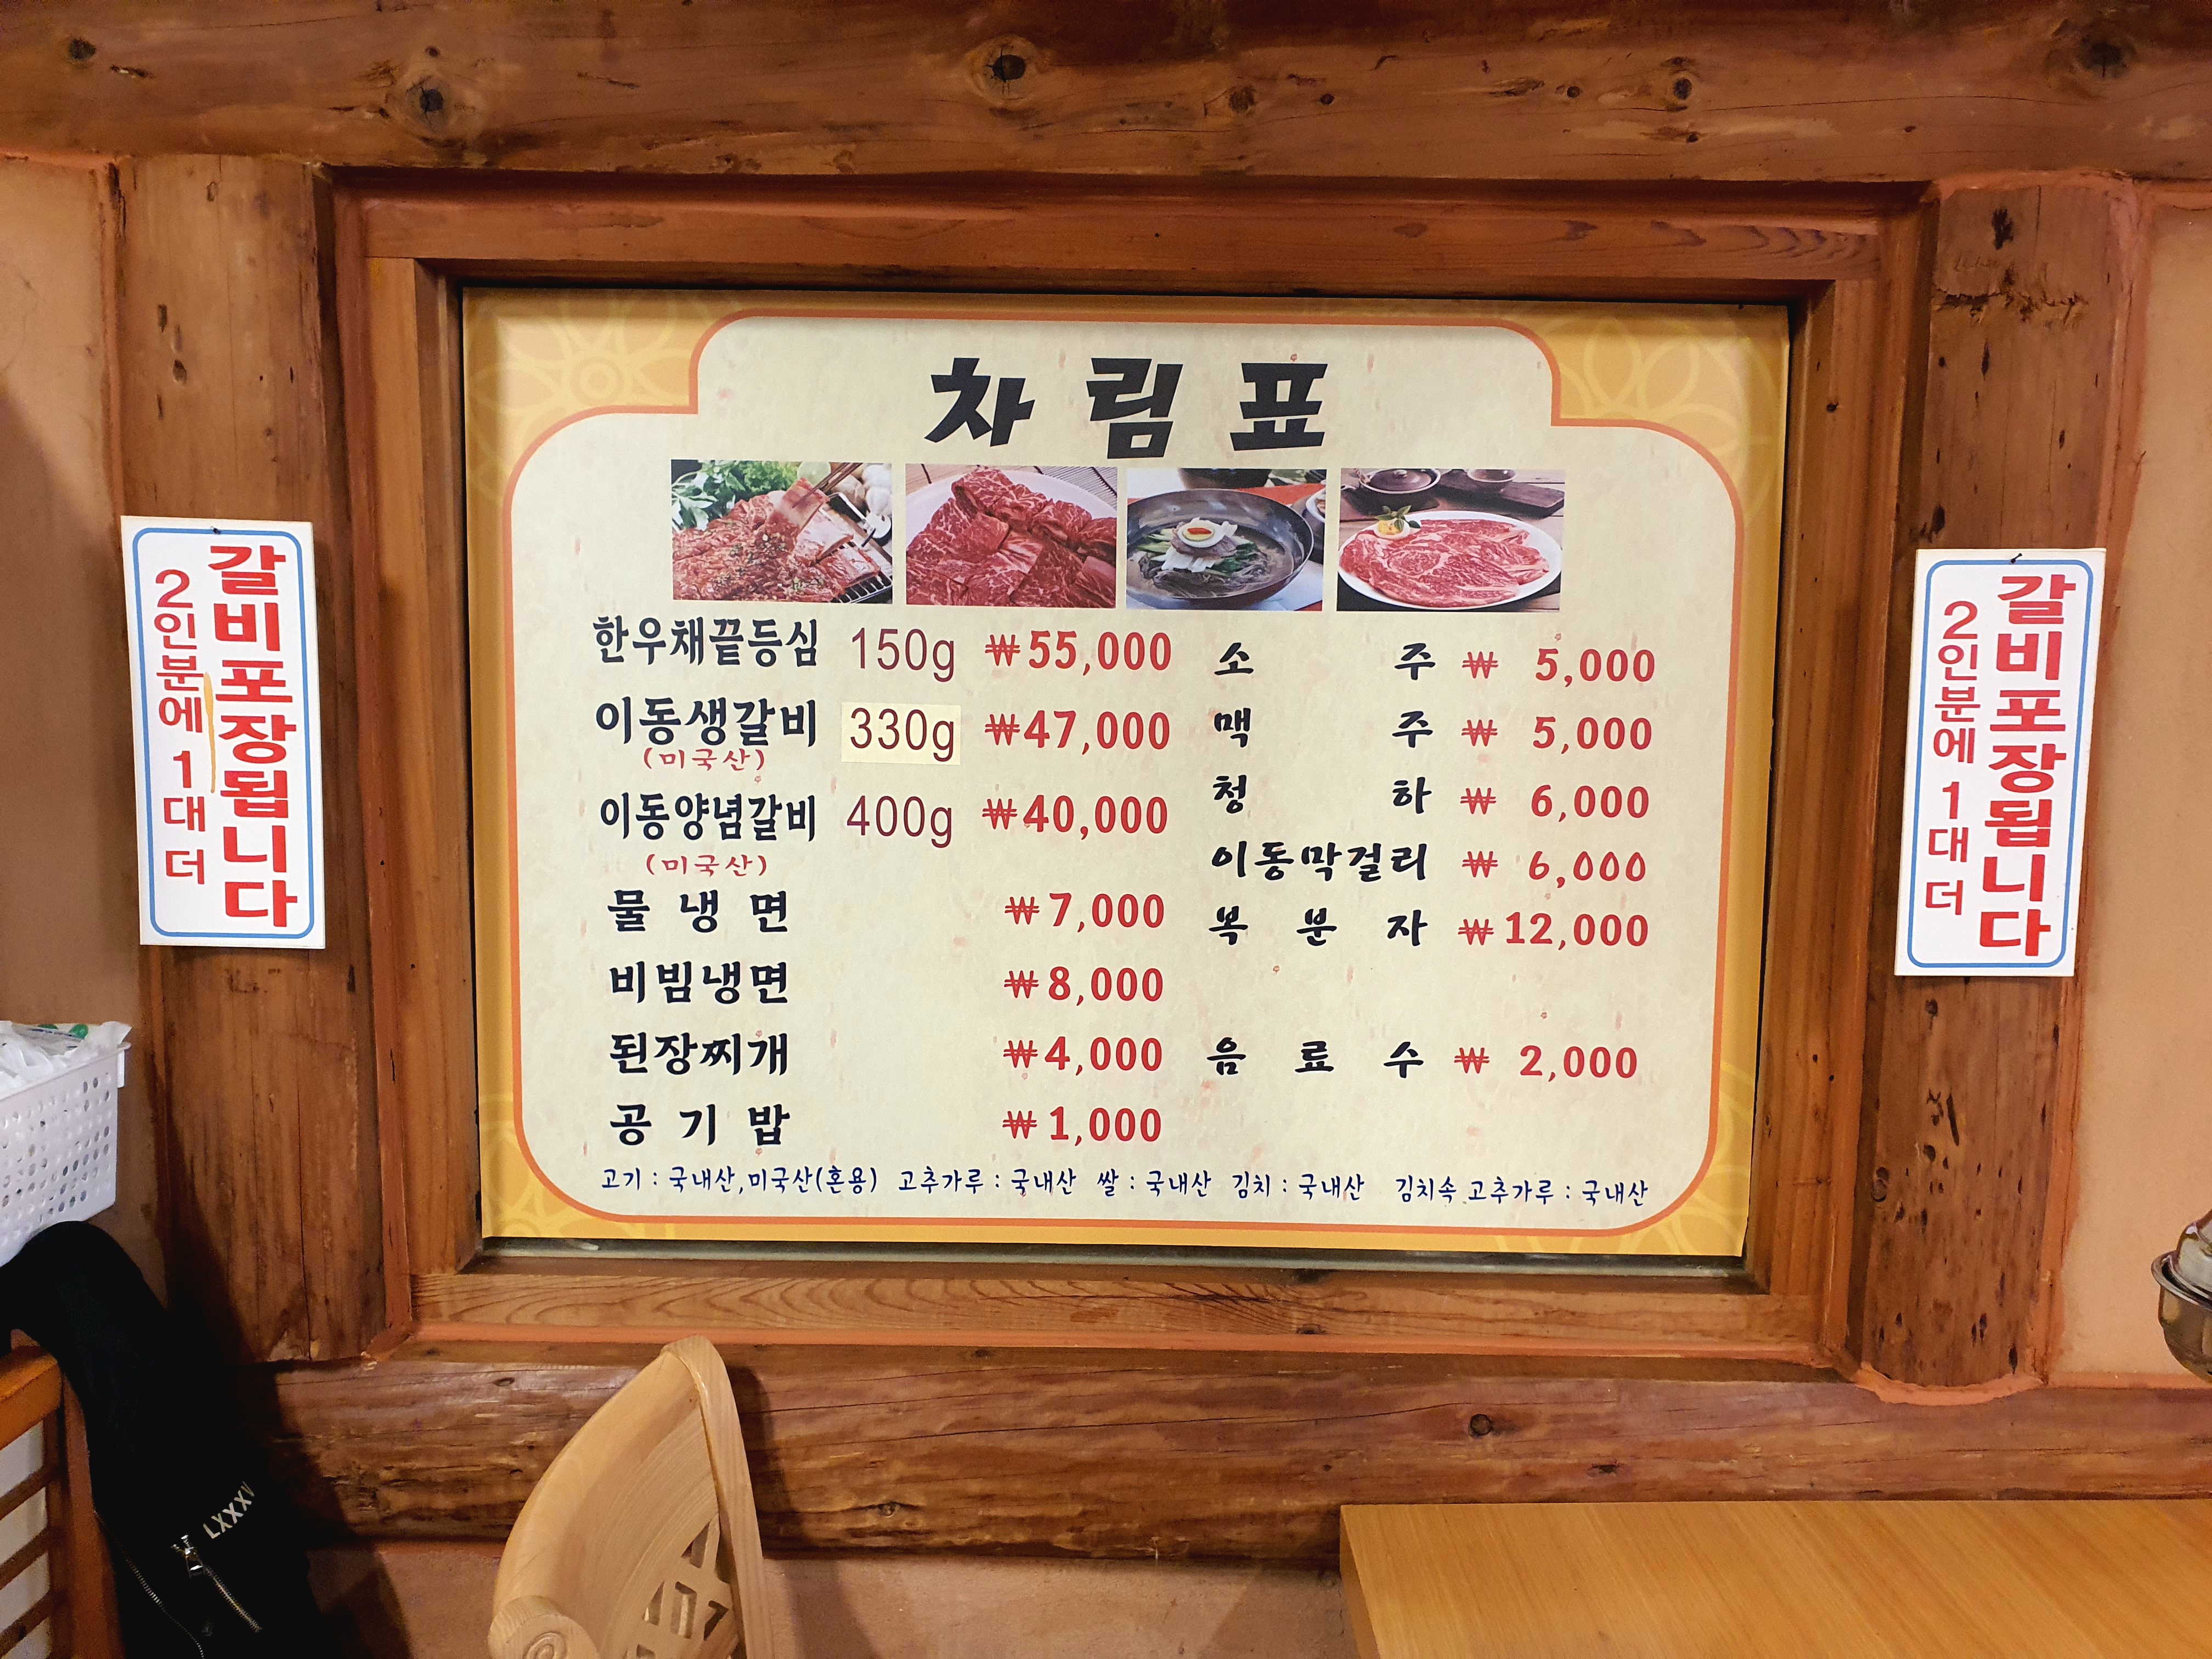 차림표
한우채끝등심 150g ₩55,000
이동생갈비 330g ₩47,000
(미국산)
이동양념갈비 400g ₩40,000
(미국산)
물냉면 ₩7,000
비빔냉면 ₩8,000
된장찌개 ₩4,000
공기밥 ₩1,000
소주 ₩5,000
맥주 ₩5,000
청하 ₩6,000
이동막걸리 ₩6,000
복분자 ₩12,000
음료수 ₩2,000
고기 : 국내산,미국산(혼용) 고추가루 : 국내산 쌀 : 국내산 김치 : 국내산 김치속 고추가루 : 국내산
갈비포장됩니다
2인분에 1대 더
갈비포장됩니다
2인분에 1대 더
LXXXV